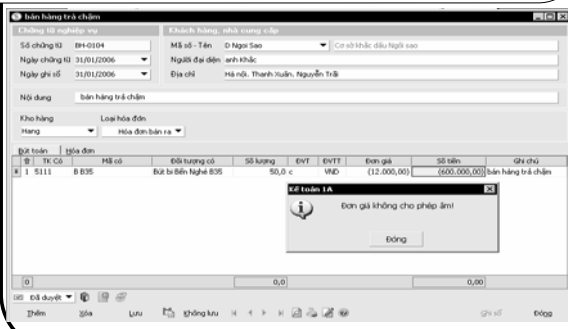 bán hàng trả chậm
Chứng từ nghiệp vụ
Khách hàng, nhà cung cấp
Số chứng từ BH-0104 Mã số - Tên D Ngoi Sao Cơ sở khắc dấu Ngôi sao
Ngày chứng từ 31/01/2006 Người đại diện anh Khắc
Ngày ghi sổ 31/01/2006 Địa chỉ Hà nội, Thanh Xuân, Nguyễn Trãi
Nội dung bán hàng trả chậm
Kho hàng Loại hóa đơn
Hang Hóa đơn bán ra
Bút toán Hóa đơn
TK Có Mã có Đối tượng có Số lượng ĐVT ĐVTT Đơn giá Số tiền Ghi chú
1 5111 B B35 Bút bi Bến Nghé B35 50,0 c VND (12.000,00) (600.000,00) bán hàng trả chậm
Kế toán 1A
Đơn giá không cho phép âm!
Đóng
0 0,0 0,00
Đã duyệt
Thêm Xóa Lưu Không lưu Ghi sổ Đóng